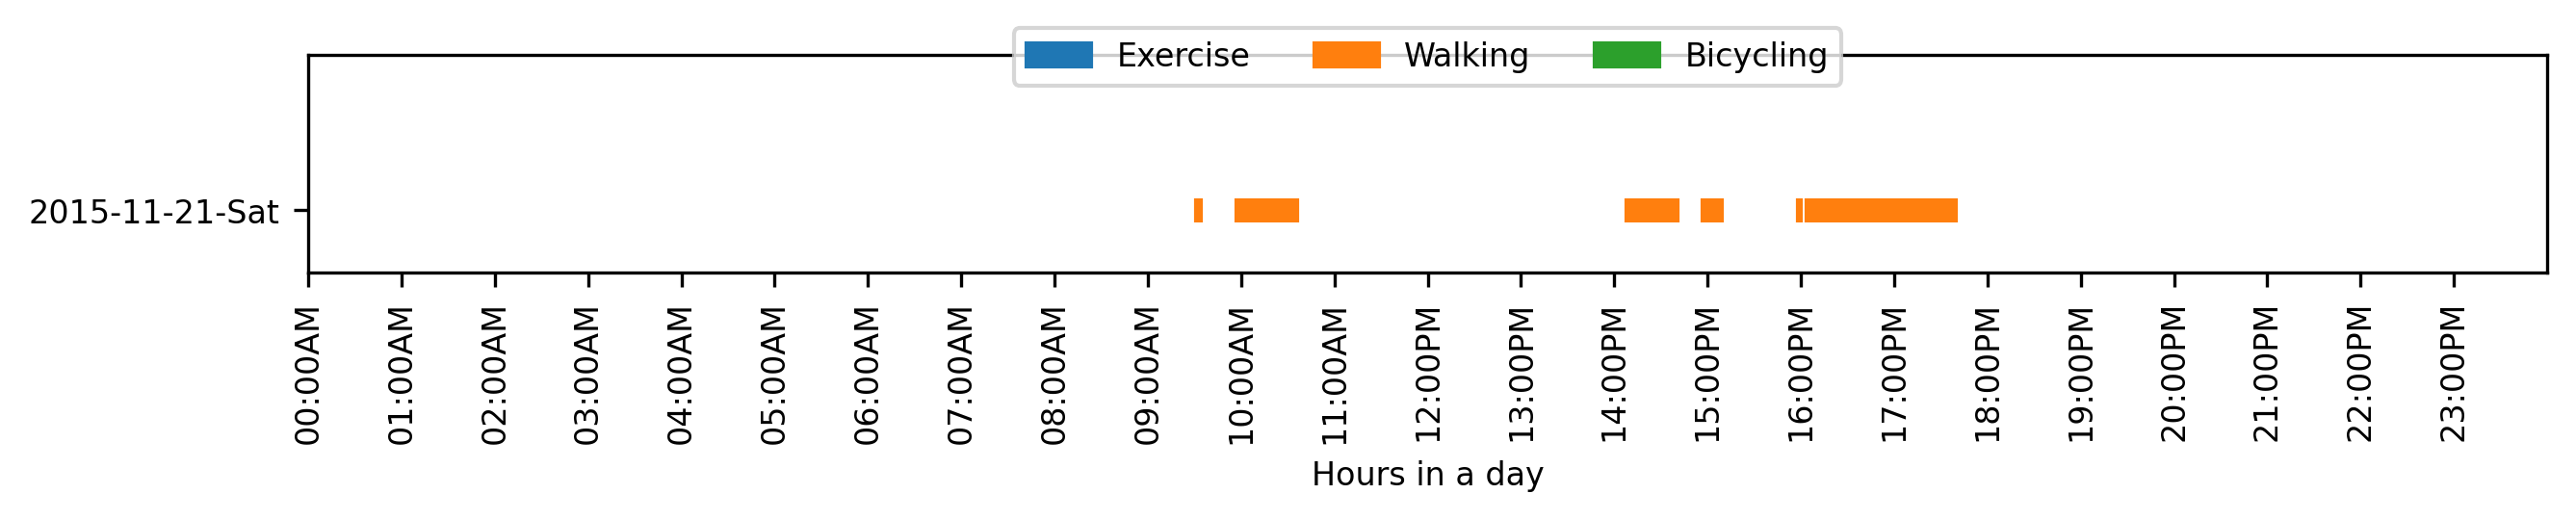 Exercise Walking Bicycling
2015-11-21-Sat
00:00AM 01:00AM 02:00AM 03:00AM 04:00AM 05:00AM 06:00AM 07:00AM 08:00AM 09:00AM 10:00AM 11:00AM 12:00PM 13:00PM 14:00PM 15:00PM 16:00PM 17:00PM 18:00PM 19:00PM 20:00PM 21:00PM 22:00PM 23:00PM
Hours in a day